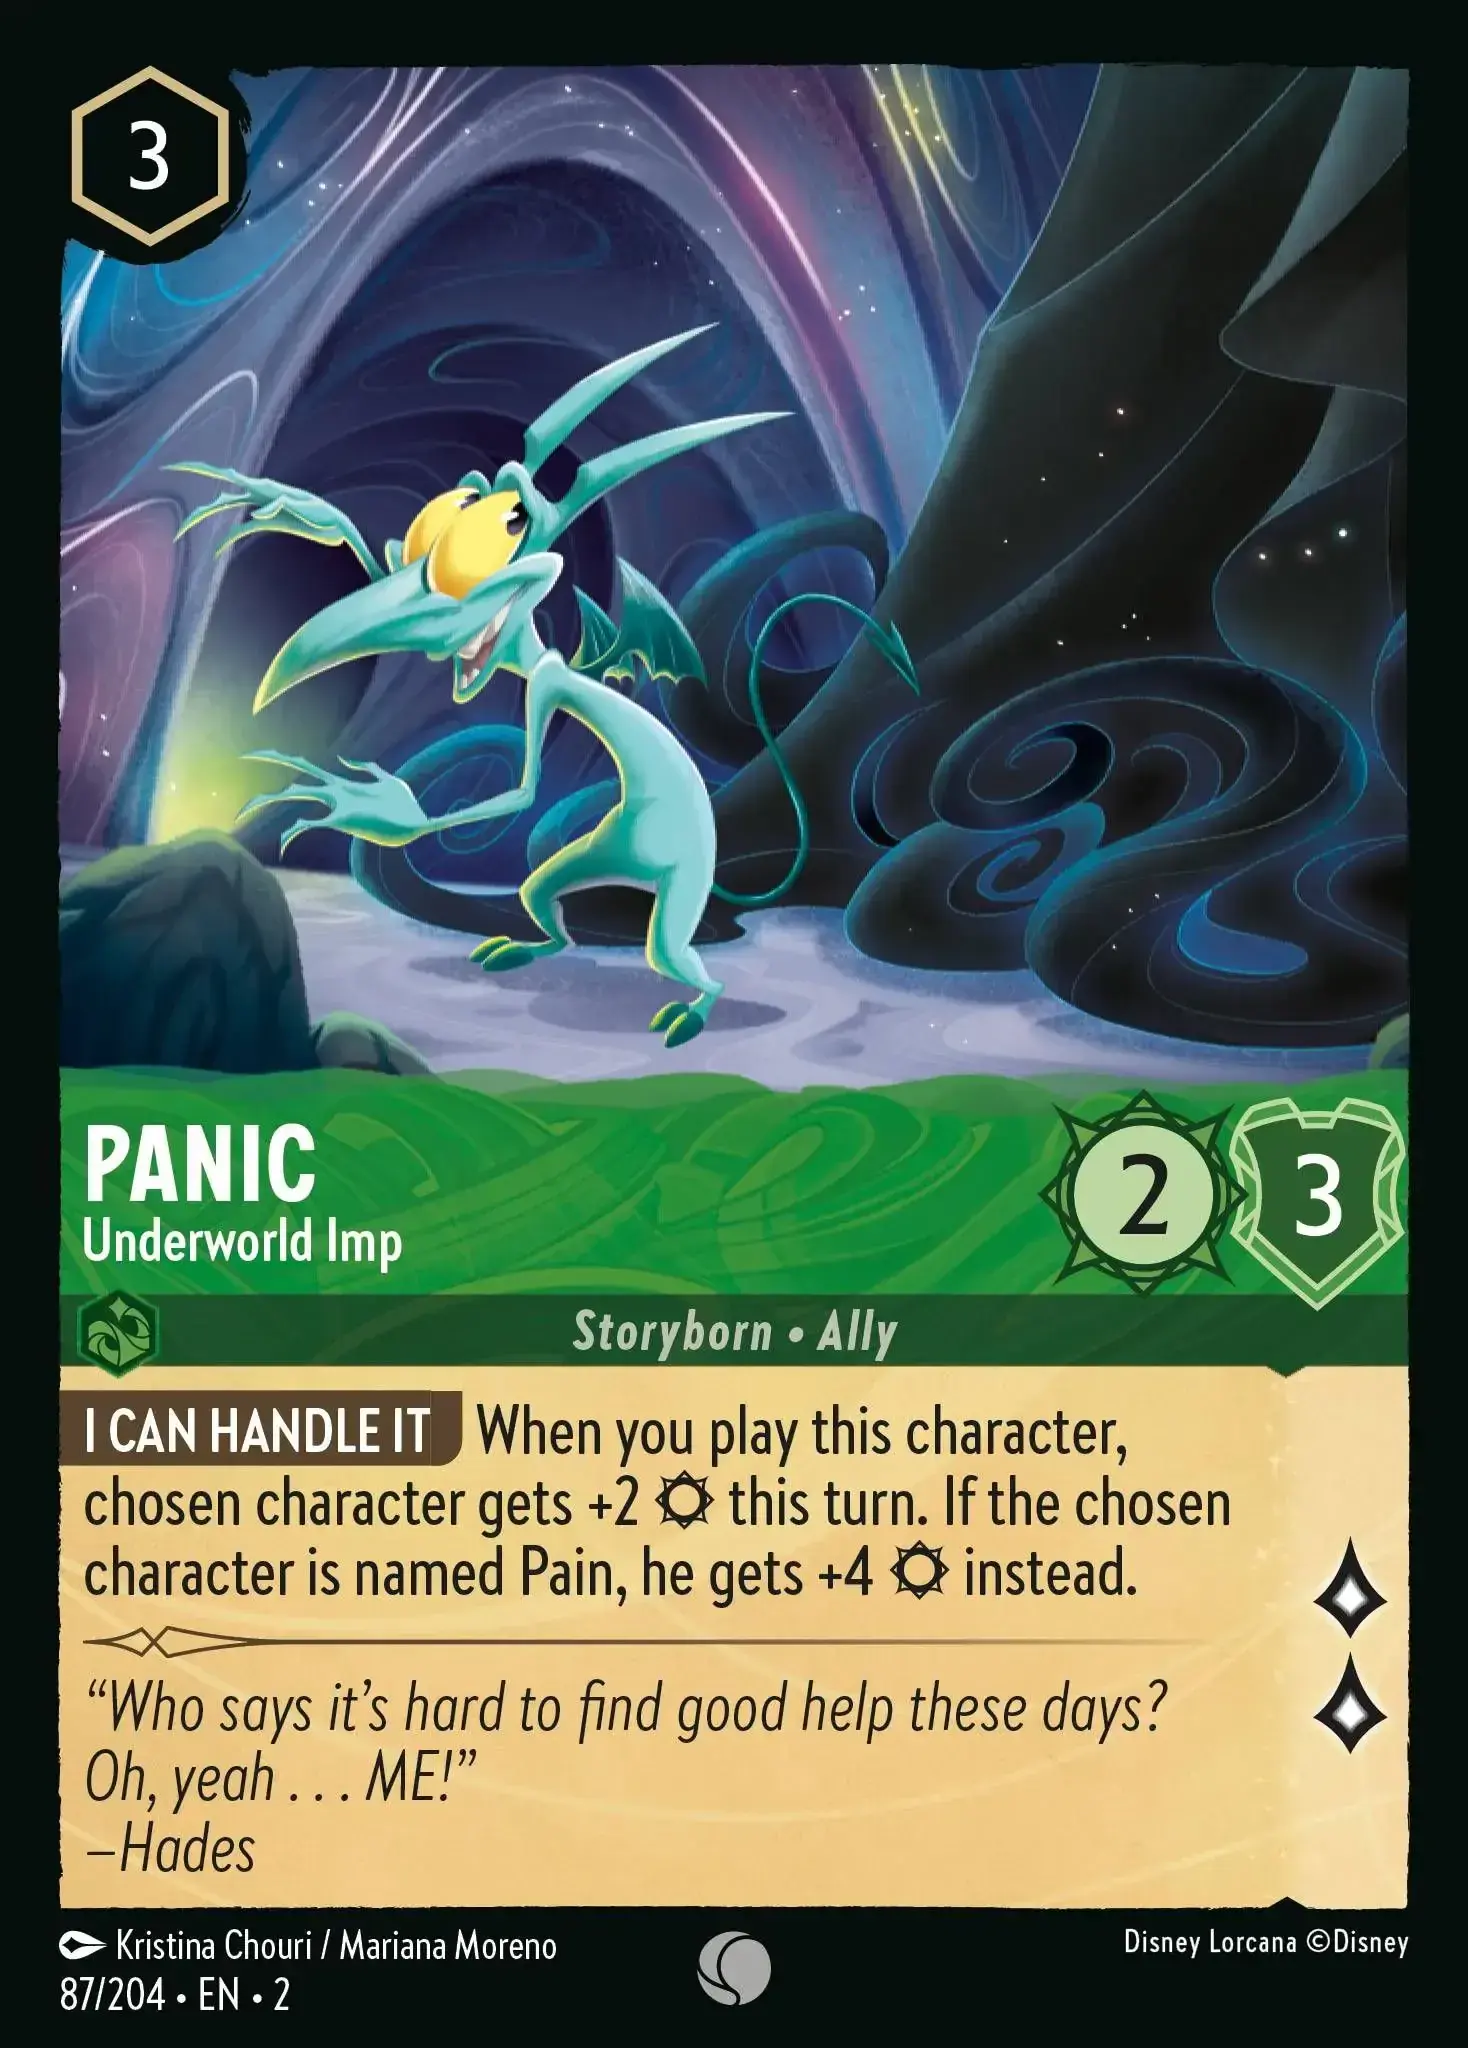 3
PANIC
Underworld Imp
2
3
Storyborn • Ally
I CAN HANDLE IT When you play this character,
chosen character gets +2 this turn. If the chosen
character is named Pain, he gets +4 instead.
“Who says it’s hard to find good help these days?
Oh, yeah . . . ME!”
–Hades
Kristina Chouri / Mariana Moreno
Disney Lorcana ©Disney
87/204 • EN • 2